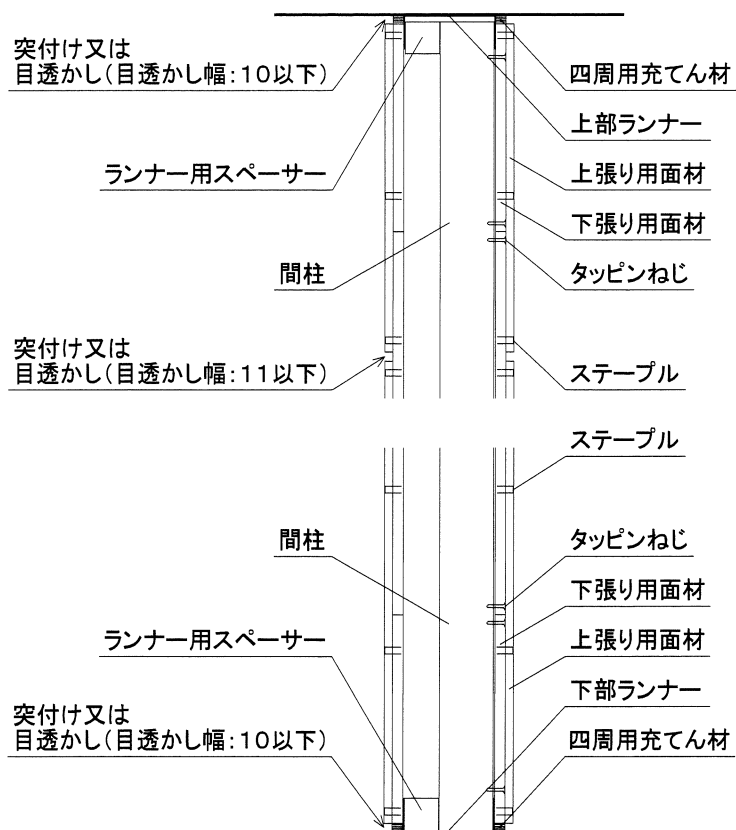 突付け又は
目透かし(目透かし幅:10以下)
四周用充てん材
上部ランナー
ランナー用スペーサー
上張り用面材
下張り用面材
間柱
タッピンねじ
突付け又は
目透かし(目透かし幅:11以下)
ステープル
ステープル
間柱
タッピンねじ
下張り用面材
ランナー用スペーサー
上張り用面材
下部ランナー
突付け又は
目透かし(目透かし幅:10以下)
四周用充てん材